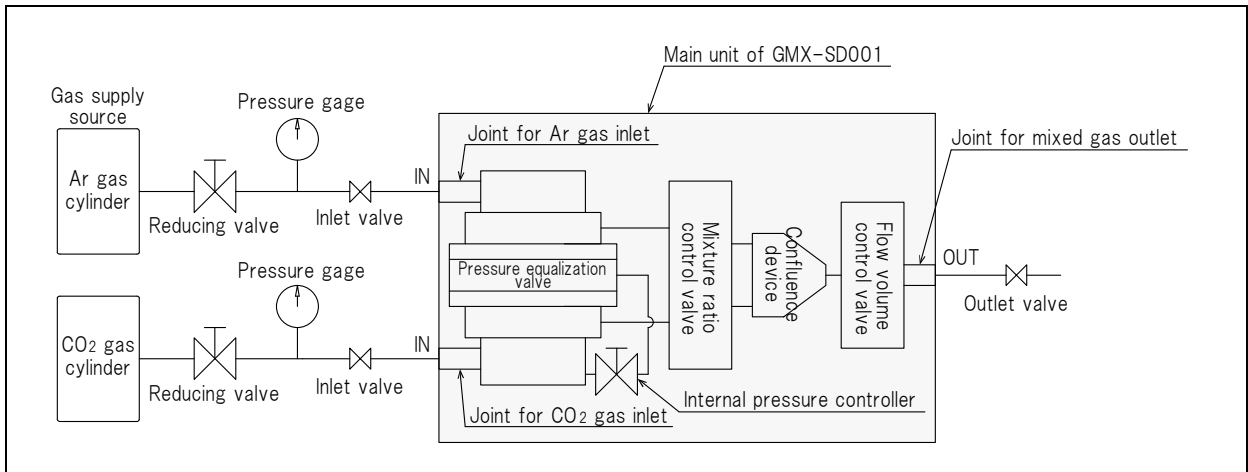 Main unit of GMX-SD001
Gas supply
source
Pressure gage
Joint for Ar gas inlet
Joint for mixed gas outlet
Ar gas
cylinder
IN
Reducing valve
Inlet valve
Mixture ratio
control valve
Confluence
device
Flow volume
control valve
Pressure equalization
valve
OUT
Outlet valve
Pressure gage
CO2 gas
cylinder
IN
Reducing valve
Inlet valve
Internal pressure controller
Joint for CO2 gas inlet